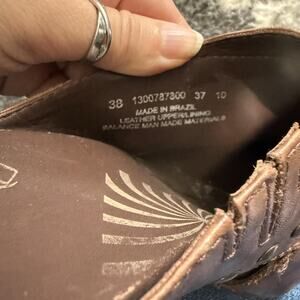 38 1300787300 37 10
MADE IN BRAZIL
LEATHER UPPER/LINING
BALANCE MAN MADE MATERIALS